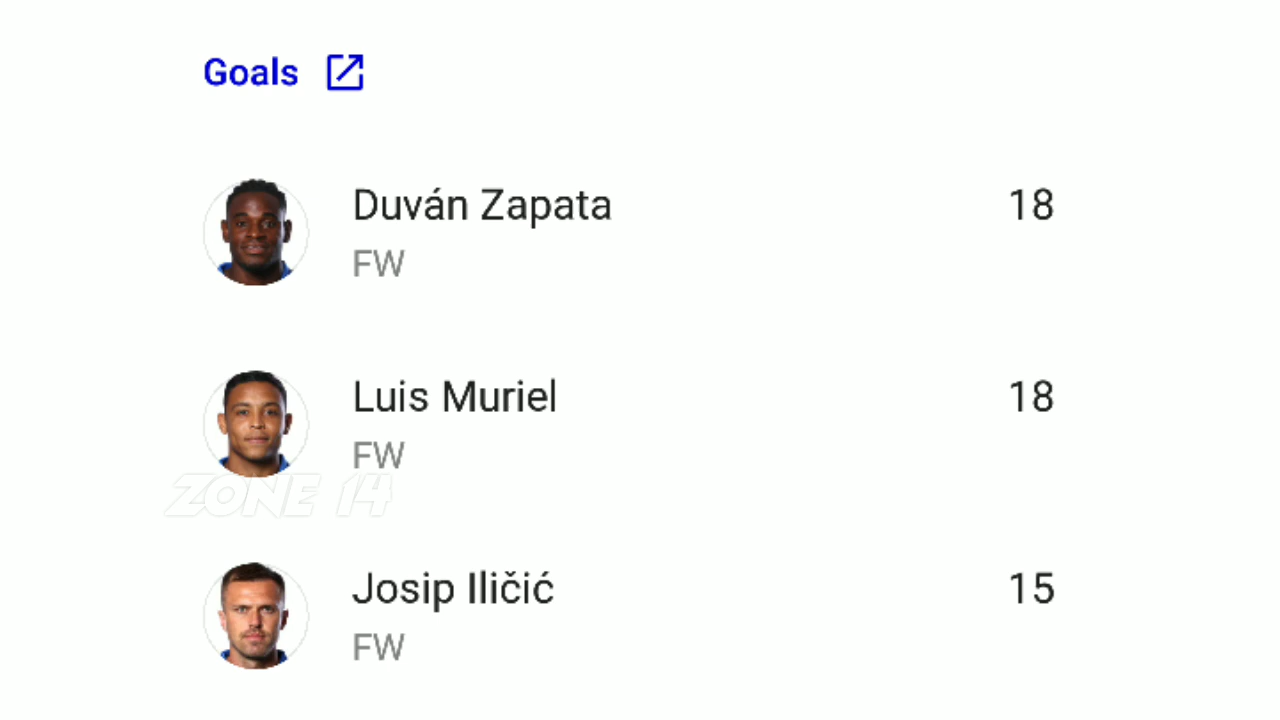 Goals
Duván Zapata 18
FW
Luis Muriel 18
FW
ZONE 14
Josip Iličić 15
FW